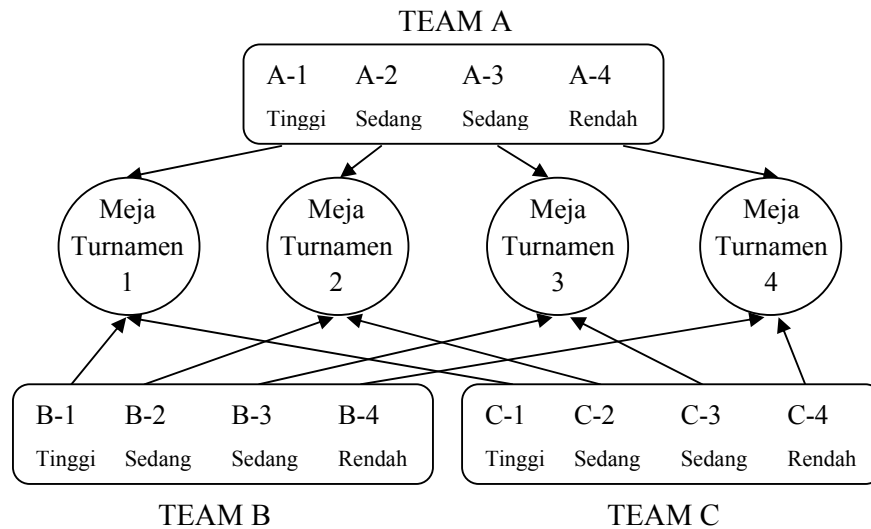 TEAM A
A-1 A-2 A-3 A-4
Tinggi Sedang Sedang Rendah
Meja Turnamen 1
Meja Turnamen 2
Meja Turnamen 3
Meja Turnamen 4
B-1 B-2 B-3 B-4
Tinggi Sedang Sedang Rendah
TEAM B
C-1 C-2 C-3 C-4
Tinggi Sedang Sedang Rendah
TEAM C